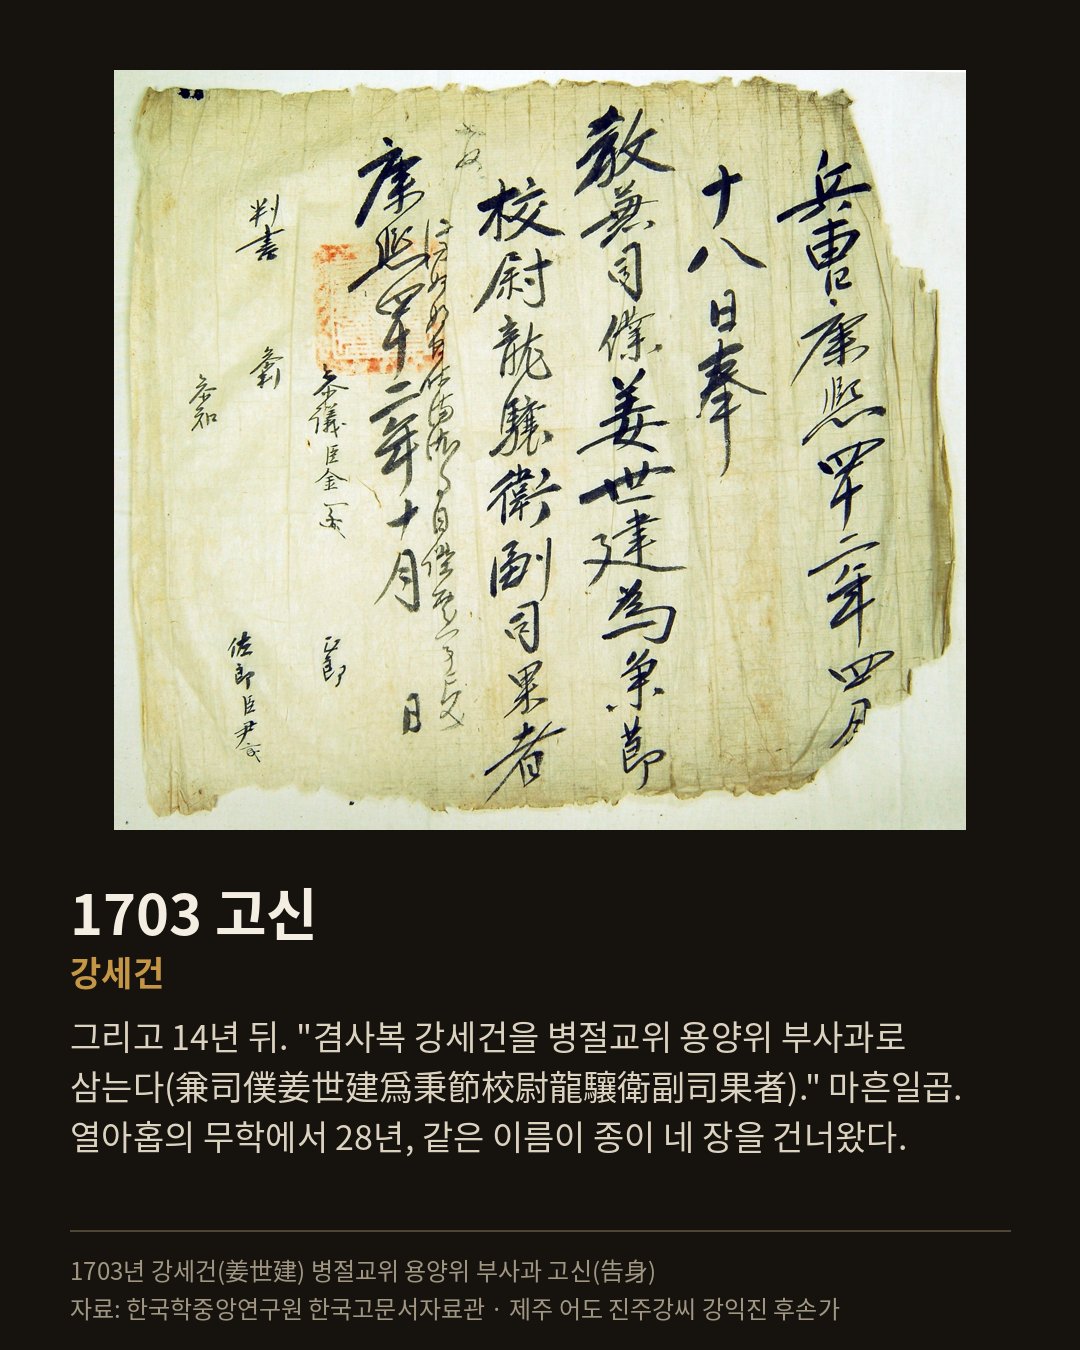 兵曹康熙四十二年四月
十八日奉
教兼司僕姜世建為秉節
校尉龍驤衛副司果者
康熙四十二年十月 日
判書
參判
參知
參議臣金
正郎
佐郎臣尹
1703 고신
강세건
그리고 14년 뒤. "겸사복 강세건을 병절교위 용양위 부사과로
삼는다(兼司僕姜世建爲秉節校尉龍驤衛副司果者)." 마흔일곱.
열아홉의 무학에서 28년, 같은 이름이 종이 네 장을 건너왔다.
1703년 강세건(姜世建) 병절교위 용양위 부사과 고신(告身)
자료: 한국학중앙연구원 한국고문서자료관 · 제주 어도 진주강씨 강익진 후손가